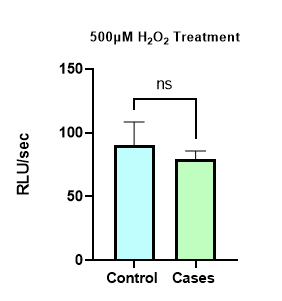 500µM H₂O₂ Treatment
ns
RLU/sec
150
100
50
0
Control Cases